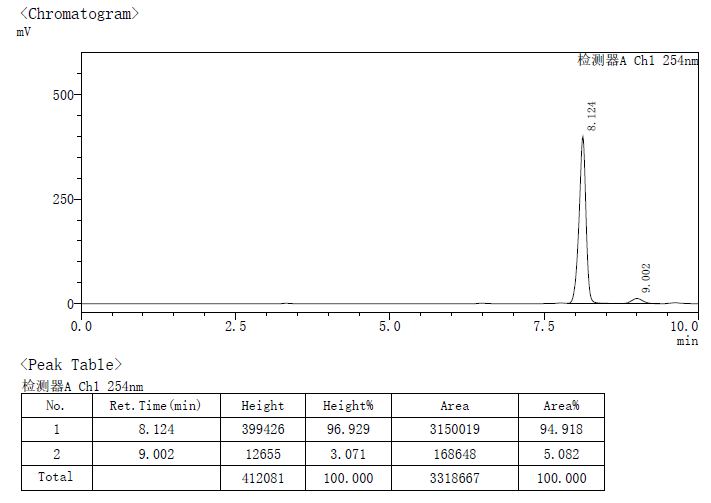 <Chromatogram>
mV
检测器A Ch1 254nm
500
250
0
8.124
9.002
0.0 2.5 5.0 7.5 10.0
min
<Peak Table>
检测器A Ch1 254nm
No. Ret.Time(min) Height Height% Area Area%
1 8.124 399426 96.929 3150019 94.918
2 9.002 12655 3.071 168648 5.082
Total 412081 100.000 3318667 100.000